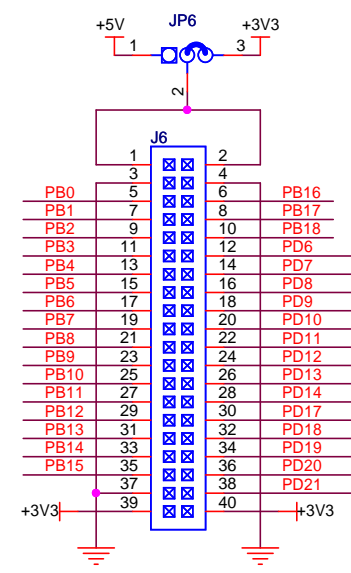 +5V JP6 +3V3
1 3
2
J6
1 2
3 4
PB0 5 6 PB16
PB1 7 8 PB17
PB2 9 10 PB18
PB3 11 12 PD6
PB4 13 14 PD7
PB5 15 16 PD8
PB6 17 18 PD9
PB7 19 20 PD10
PB8 21 22 PD11
PB9 23 24 PD12
PB10 25 26 PD13
PB11 27 28 PD14
PB12 29 30 PD17
PB13 31 32 PD18
PB14 33 34 PD19
PB15 35 36 PD20
37 38 PD21
+3V3 39 40 +3V3